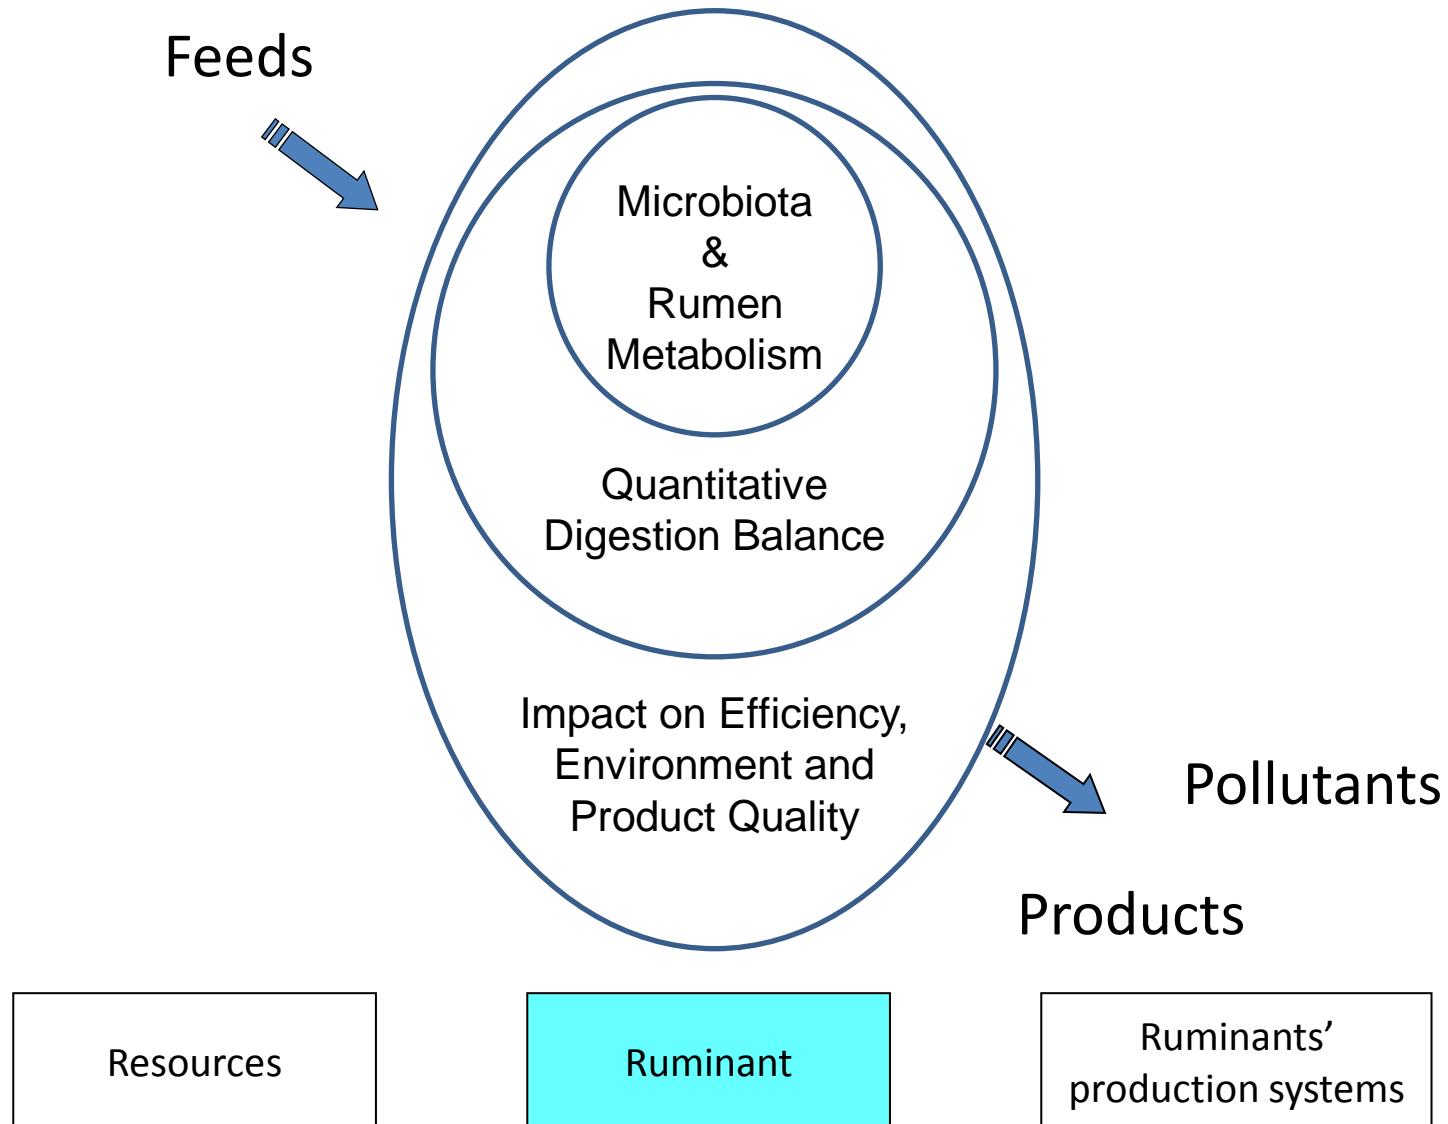 Feeds
Microbiota
&
Rumen
Metabolism
Quantitative
Digestion Balance
Impact on Efficiency,
Environment and
Product Quality
Pollutants
Products
Resources
Ruminant
Ruminants’
production systems